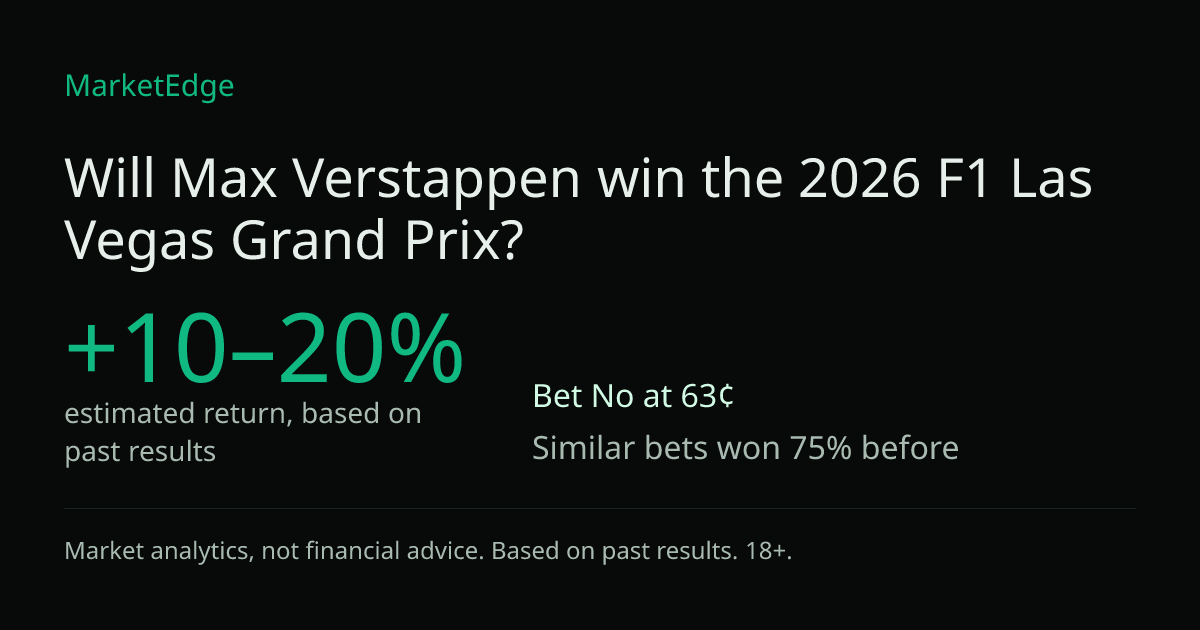 MarketEdge
Will Max Verstappen win the 2026 F1 Las
Vegas Grand Prix?
+10–20%
estimated return, based on
past results
Bet No at 63¢
Similar bets won 75% before
Market analytics, not financial advice. Based on past results. 18+.